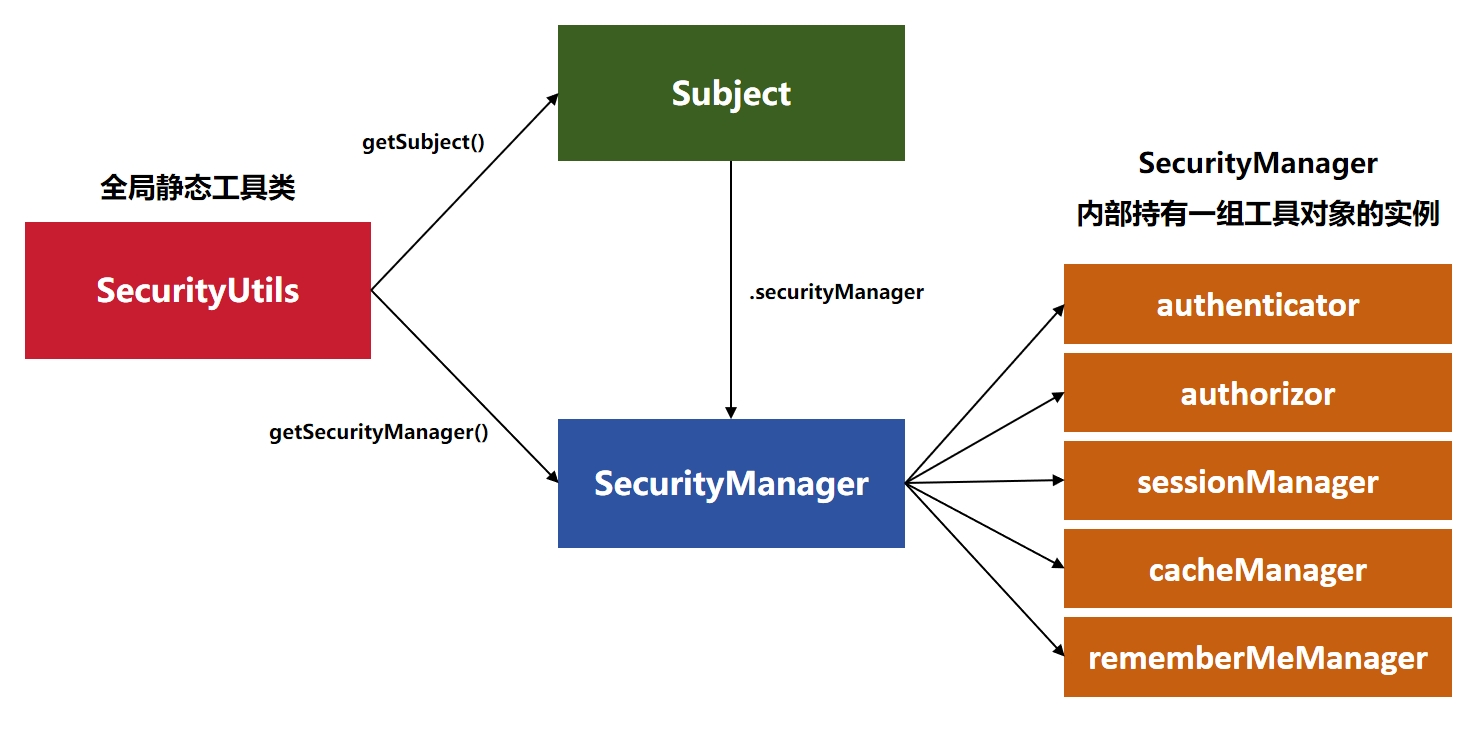 Subject
getSubject()
全局静态工具类
SecurityUtils
.securityManager
getSecurityManager()
SecurityManager
SecurityManager
内部持有一组工具对象的实例
authenticator
authorizor
sessionManager
cacheManager
rememberMeManager